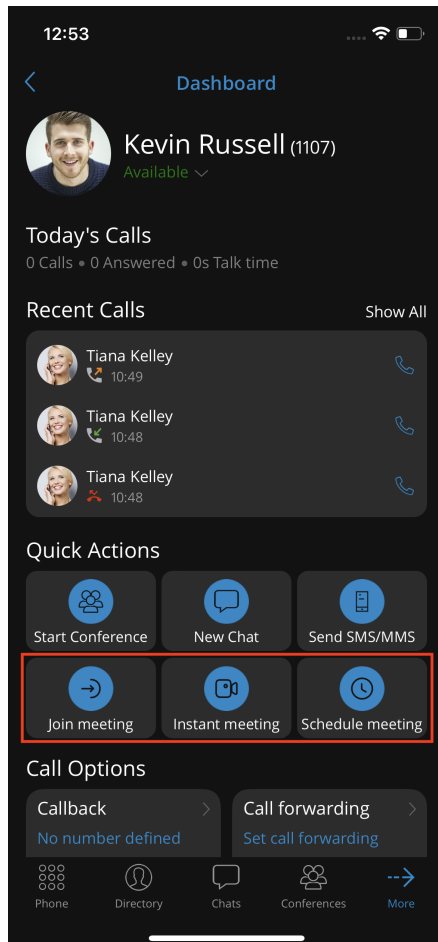 12:53
Dashboard
Kevin Russell (1107)
Available
Today's Calls
0 Calls • 0 Answered • 0s Talk time
Recent Calls Show All
Tiana Kelley
10:49
Tiana Kelley
10:48
Tiana Kelley
10:48
Quick Actions
Start Conference New Chat Send SMS/MMS
Join meeting Instant meeting Schedule meeting
Call Options
Callback Call forwarding
No number defined Set call forwarding
Phone Directory Chats Conferences More